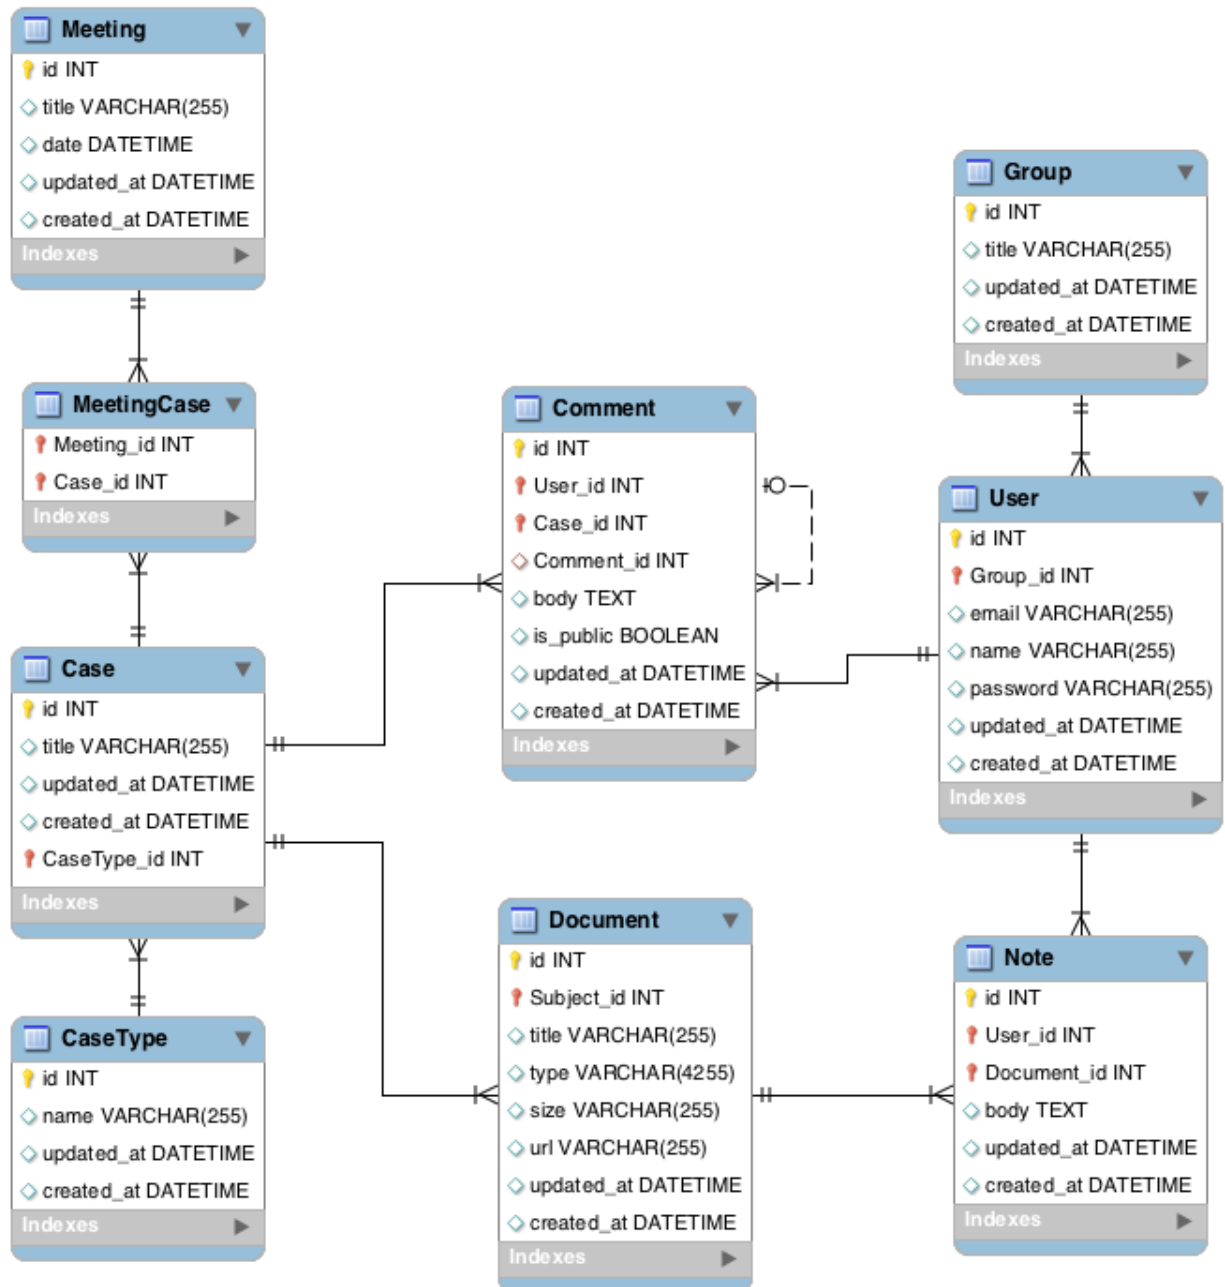 Meeting
id INT
title VARCHAR(255)
date DATETIME
updated_at DATETIME
created_at DATETIME
Indexes
MeetingCase
Meeting_id INT
Case_id INT
Indexes
Case
id INT
title VARCHAR(255)
updated_at DATETIME
created_at DATETIME
CaseType_id INT
Indexes
CaseType
id INT
name VARCHAR(255)
updated_at DATETIME
created_at DATETIME
Indexes
Comment
id INT
User_id INT
Case_id INT
Comment_id INT
body TEXT
is_public BOOLEAN
updated_at DATETIME
created_at DATETIME
Indexes
Document
id INT
Subject_id INT
title VARCHAR(255)
type VARCHAR(4255)
size VARCHAR(255)
url VARCHAR(255)
updated_at DATETIME
created_at DATETIME
Indexes
Group
id INT
title VARCHAR(255)
updated_at DATETIME
created_at DATETIME
Indexes
User
id INT
Group_id INT
email VARCHAR(255)
name VARCHAR(255)
password VARCHAR(255)
updated_at DATETIME
created_at DATETIME
Indexes
Note
id INT
User_id INT
Document_id INT
body TEXT
updated_at DATETIME
created_at DATETIME
Indexes